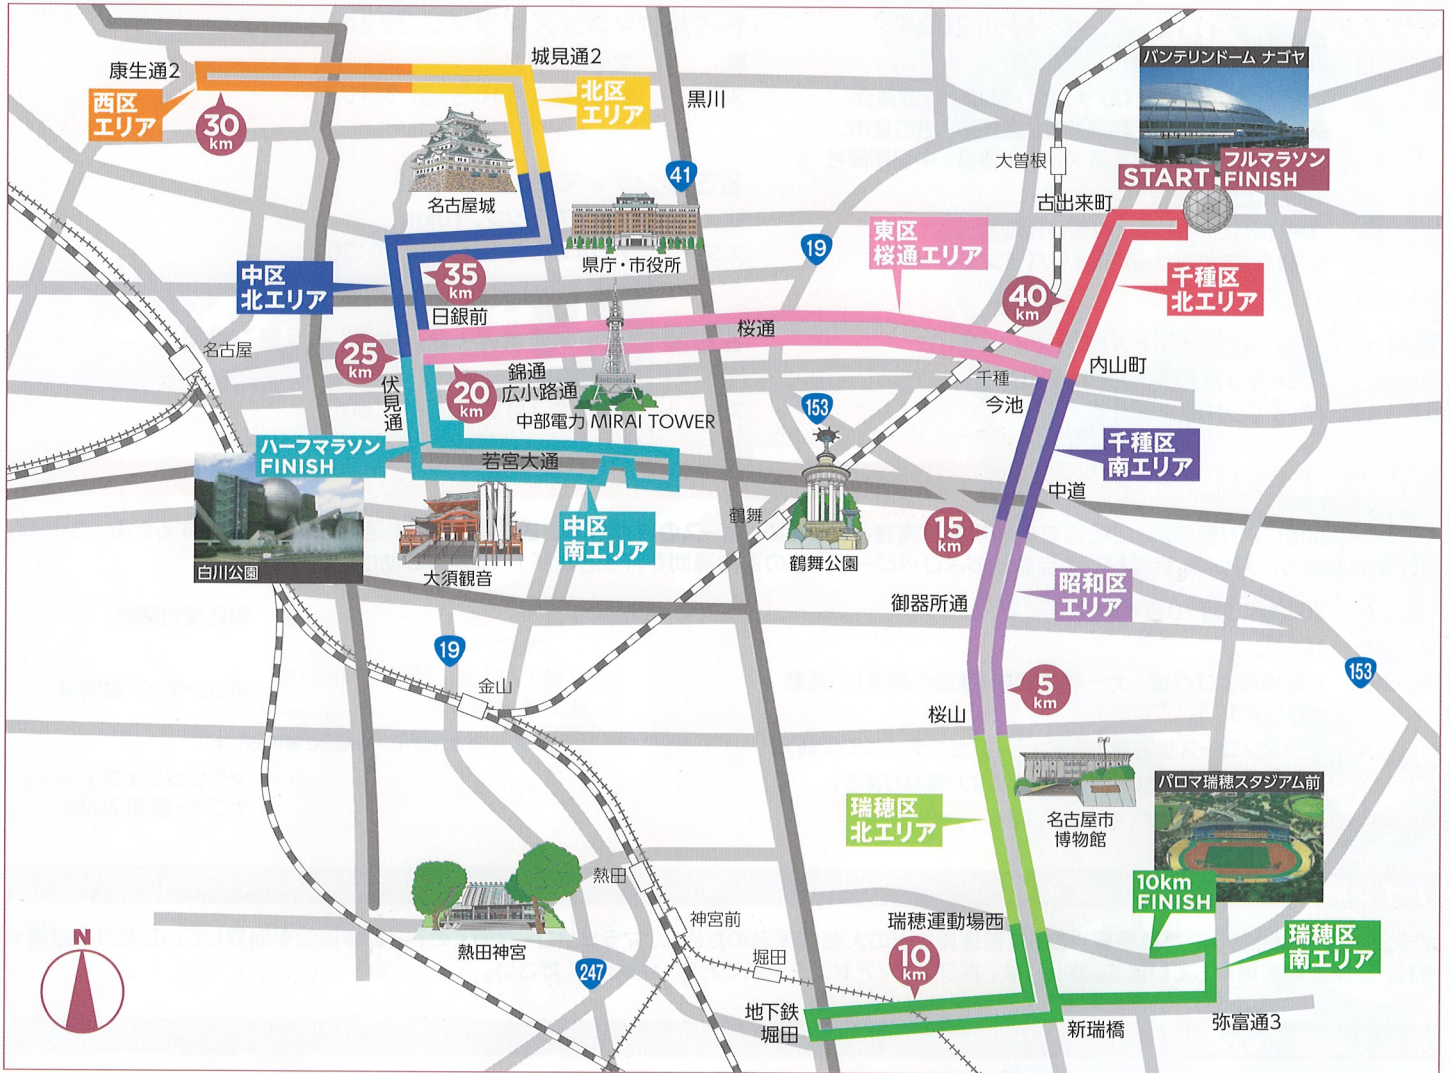 康生通2
城見通2
西区
エリア
30
km
北区
エリア
黒川
バンテリンドーム ナゴヤ
START
フルマラソン
FINISH
大曽根
古出来町
41
名古屋城
県庁・市役所
19
東区
桜通エリア
中区
北エリア
35
km
日銀前
千種区
北エリア
40
km
名古屋
25
km
桜通
内山町
伏見通
20
km
錦通
広小路通
中部電力 MIRAI TOWER
千種
今池
153
ハーフマラソン
FINISH
若宮大通
千種区
南エリア
中道
白川公園
大須観音
中区
南エリア
鶴舞
鶴舞公園
15
km
御器所通
昭和区
エリア
19
金山
5
km
153
桜山
名古屋市
博物館
パロマ瑞穂スタジアム前
瑞穂区
北エリア
10km
FINISH
熱田
熱田神宮
神宮前
堀田
247
瑞穂運動場西
10
km
瑞穂区
南エリア
地下鉄
堀田
新瑞橋
弥富通3
N